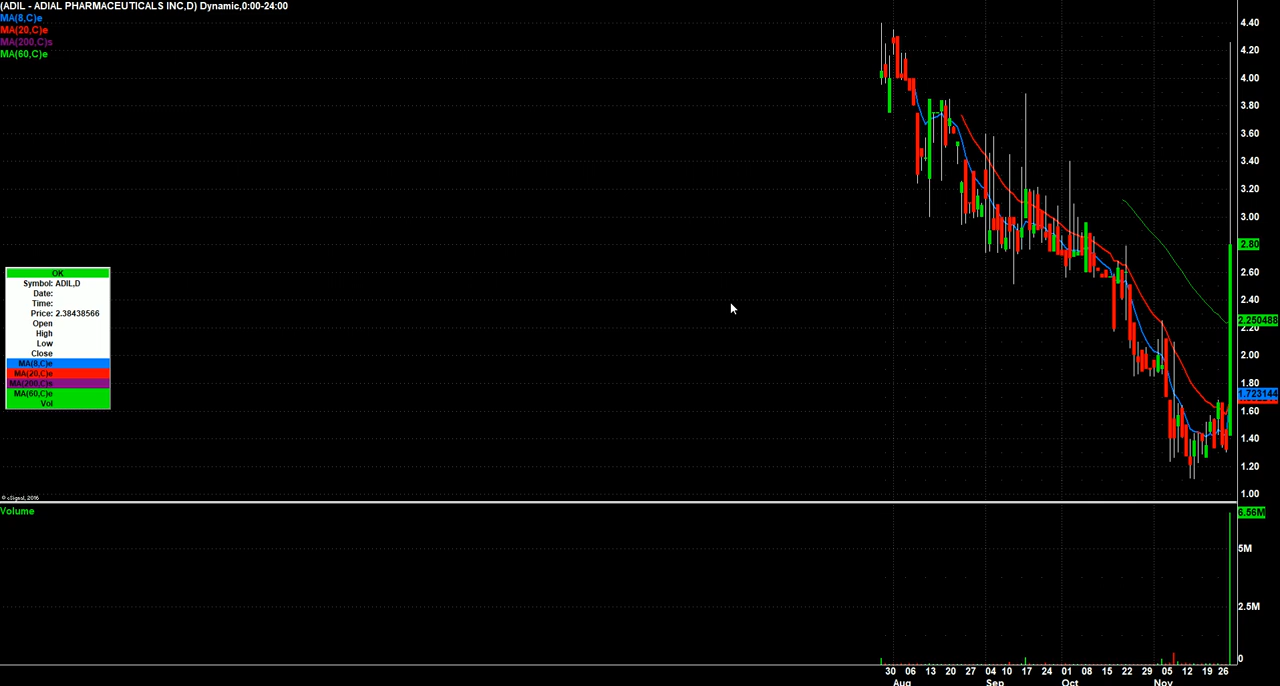 (ADIL - ADIAL PHARMACEUTICALS INC,D) Dynamic,0:00-24:00
MA(8,C)e
MA(20,C)e
MA(200,C)s
MA(60,C)e
4.40
4.20
4.00
3.80
3.60
3.40
3.20
3.00
2.80
2.60
2.40
2.250488
2.20
2.00
1.80
1.723144
1.60
1.40
1.20
1.00
OK
Symbol: ADIL,D
Date:
Time:
Price: 2.38438566
Open
High
Low
Close
MA(8,C)e
MA(20,C)e
MA(200,C)s
MA(60,C)e
Vol
© eSignal, 2016
Volume
6.56M
5M
2.5M
0
30 06 13 20 27 04 10 17 24 01 08 15 22 29 05 12 19 26
Aug Sep Oct Nov